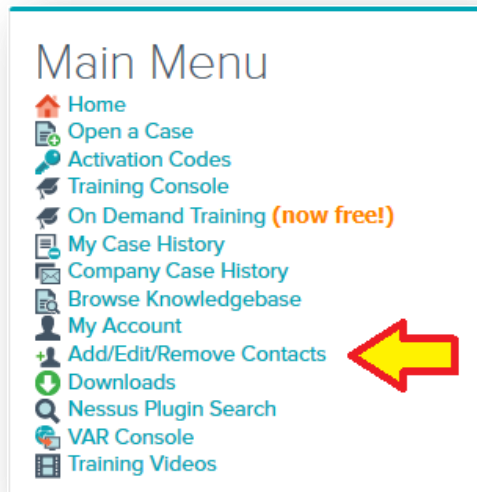 Main Menu
Home
Open a Case
Activation Codes
Training Console
On Demand Training (now free!)
My Case History
Company Case History
Browse Knowledgebase
My Account
Add/Edit/Remove Contacts
Downloads
Nessus Plugin Search
VAR Console
Training Videos